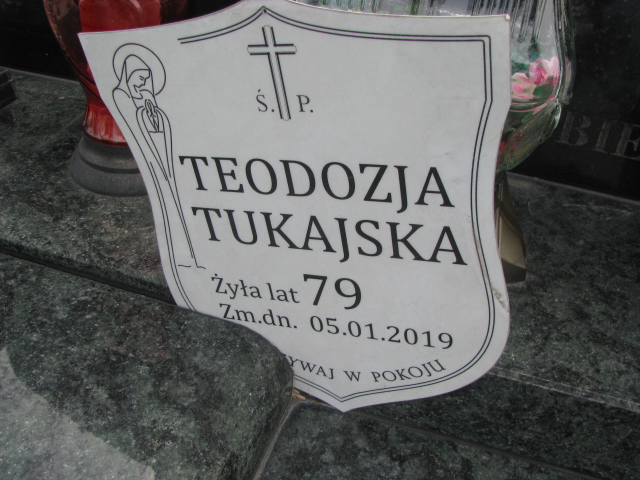 Ś. P.
TEODOZJA
TUKAJSKA
Żyła lat 79
Zm.dn. 05.01.2019
W POKOJU